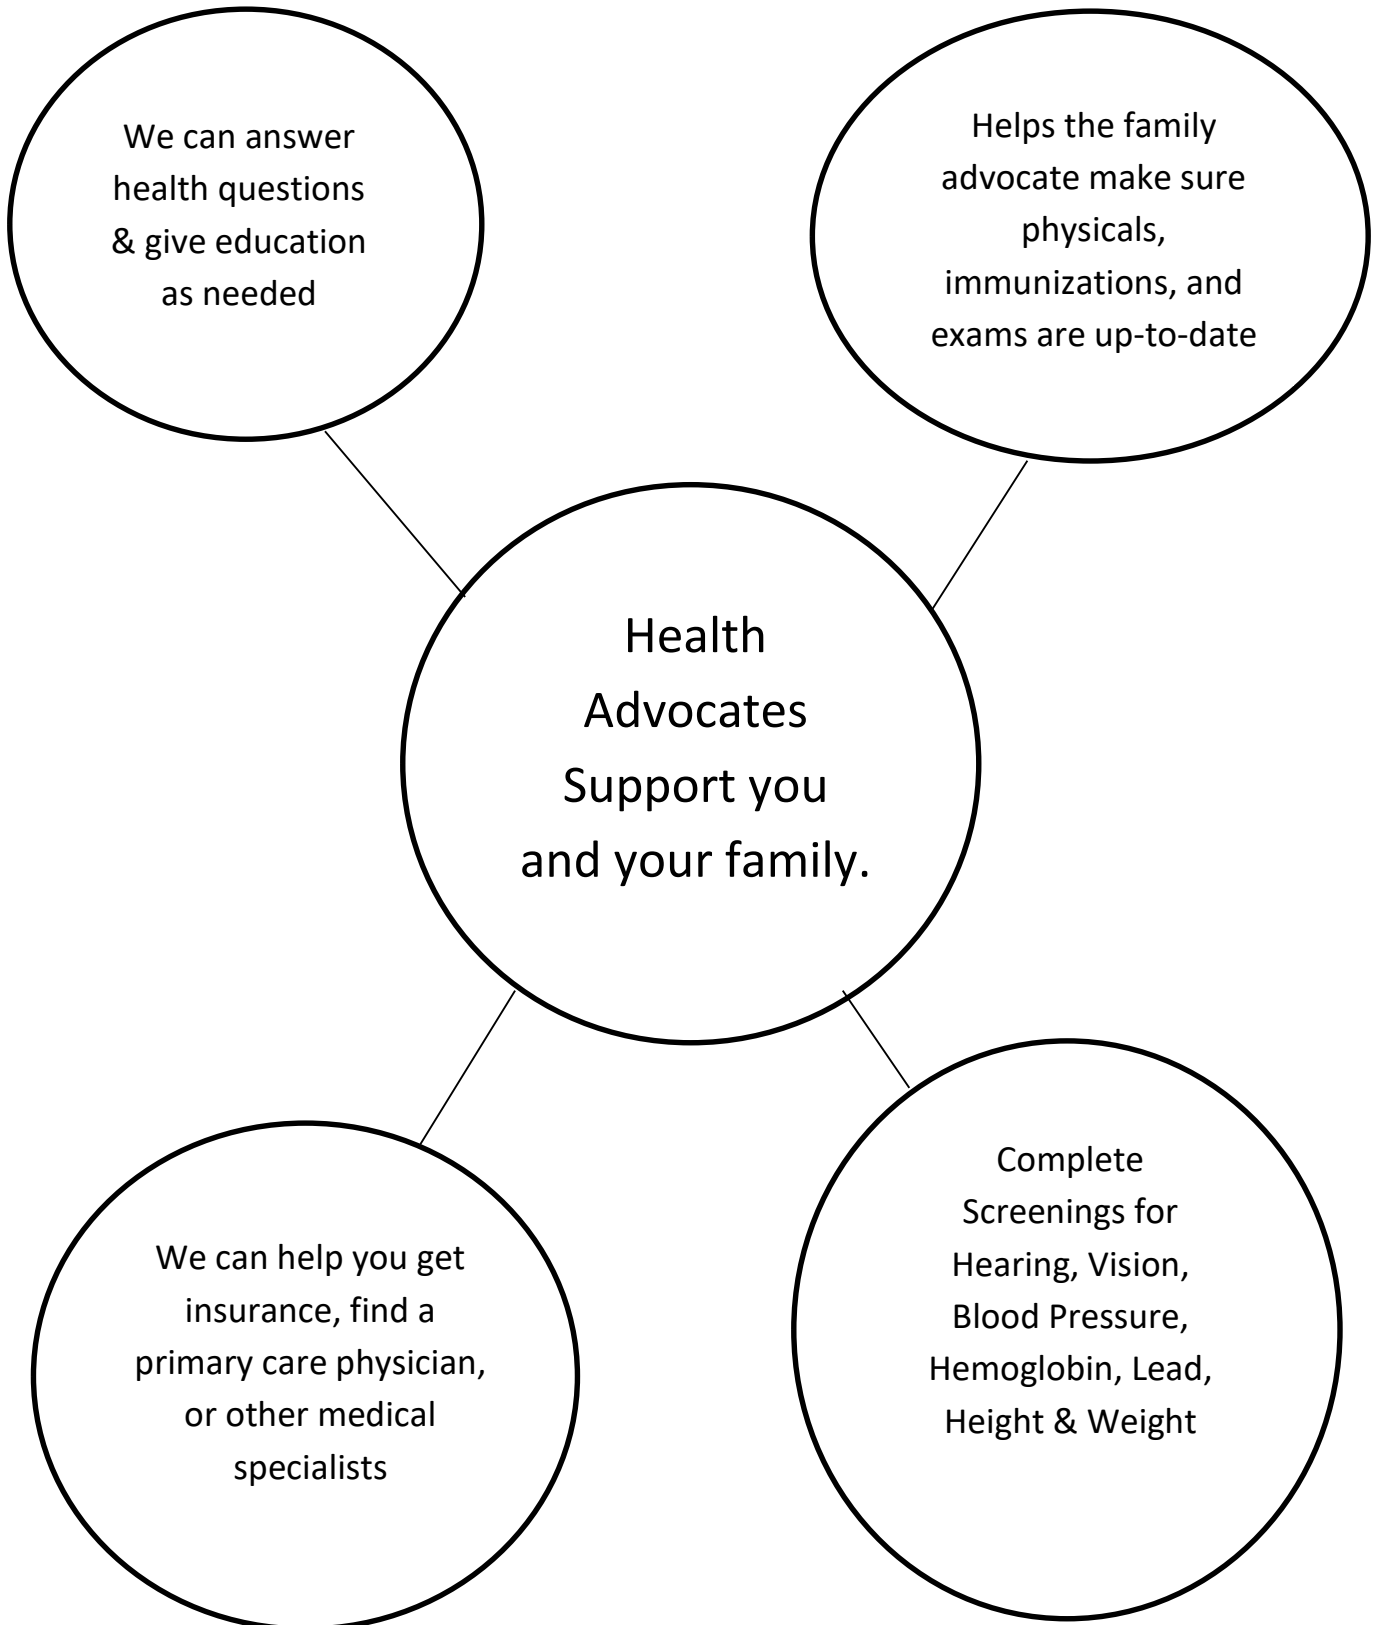 We can answer
health questions
& give education
as needed
Helps the family
advocate make sure
physicals,
immunizations, and
exams are up-to-date
Health
Advocates
Support you
and your family.
We can help you get
insurance, find a
primary care physician,
or other medical
specialists
Complete
Screenings for
Hearing, Vision,
Blood Pressure,
Hemoglobin, Lead,
Height & Weight